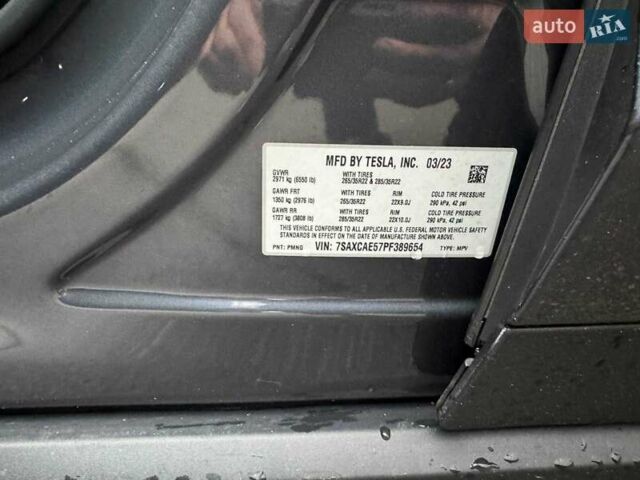 auto RIA
MFD BY TESLA, INC. 03/23
GVWR WITH TIRES
2971 kg (6550 lb) 265/35R22 & 285/35R22
GAWR FRT WITH TIRES RIM COLD TIRE PRESSURE
1350 kg (2976 lb) 265/35R22 22X9.0J 290 kPa, 42 psi
GAWR RR WITH TIRES RIM COLD TIRE PRESSURE
1727 kg (3808 lb) 285/35R22 22X10.0J 290 kPa, 42 psi
THIS VEHICLE CONFORMS TO ALL APPLICABLE U.S. FEDERAL MOTOR VEHICLE SAFETY
STANDARDS IN EFFECT ON THE DATE OF MANUFACTURE SHOWN ABOVE.
PNT: PMNG VIN: 7SAXCAE57PF389654 TYPE: MPV